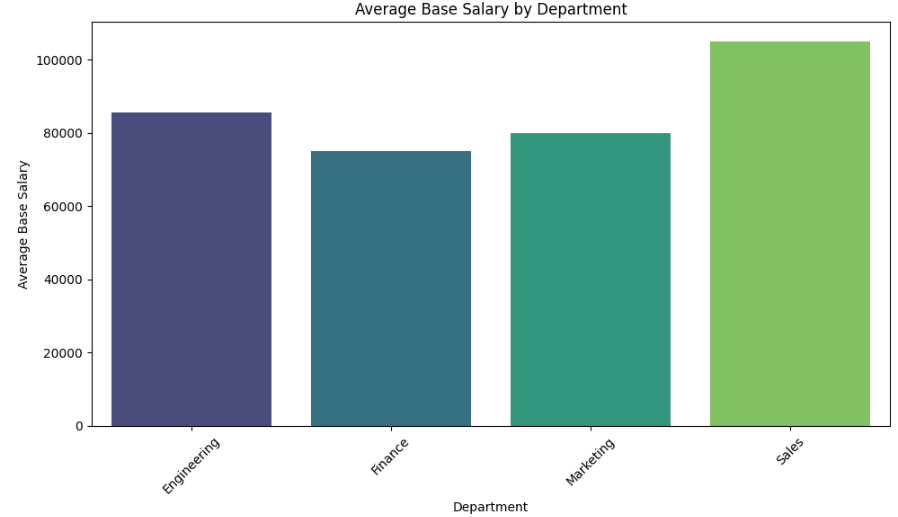 Average Base Salary by Department
Average Base Salary
100000
80000
60000
40000
20000
0
Engineering
Finance
Marketing
Sales
Department